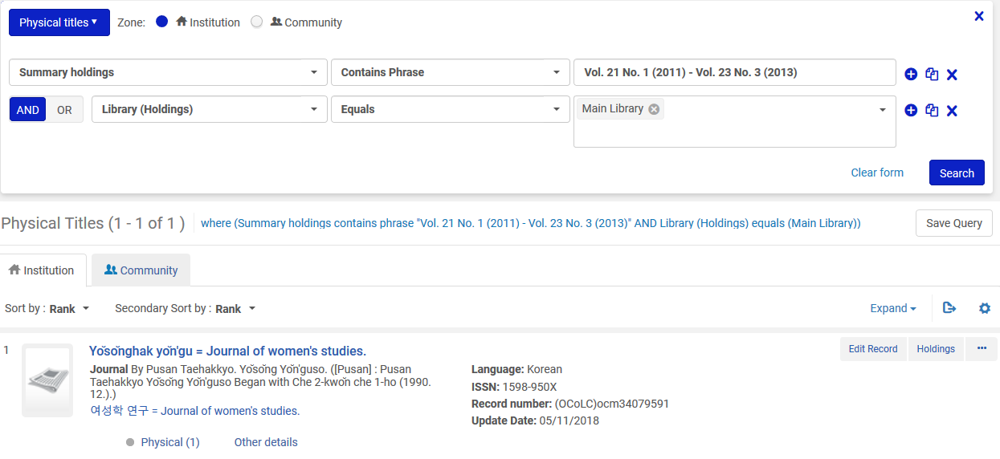 Physical titles Zone: Institution Community
Summary holdings Contains Phrase Vol. 21 No. 1 (2011) - Vol. 23 No. 3 (2013)
AND OR Library (Holdings) Equals Main Library
Clear form Search
Physical Titles (1 - 1 of 1 ) where (Summary holdings contains phrase "Vol. 21 No. 1 (2011) - Vol. 23 No. 3 (2013)" AND Library (Holdings) equals (Main Library)) Save Query
Institution Community
Sort by : Rank Secondary Sort by : Rank Expand
1 Yŏsŏnghak yŏn'gu = Journal of women's studies. Edit Record Holdings ...
Journal By Pusan Taehakkyo. Yŏsŏng Yŏn'guso. ([Pusan] : Pusan
Taehakkyo Yŏsŏng Yŏn'guso Began with Che 2-kwŏn che 1-ho (1990.
12.).)
여성학 연구 = Journal of women's studies.
Language: Korean
ISSN: 1598-950X
Record number: (OCoLC)ocm34079591
Update Date: 05/11/2018
Physical (1) Other details